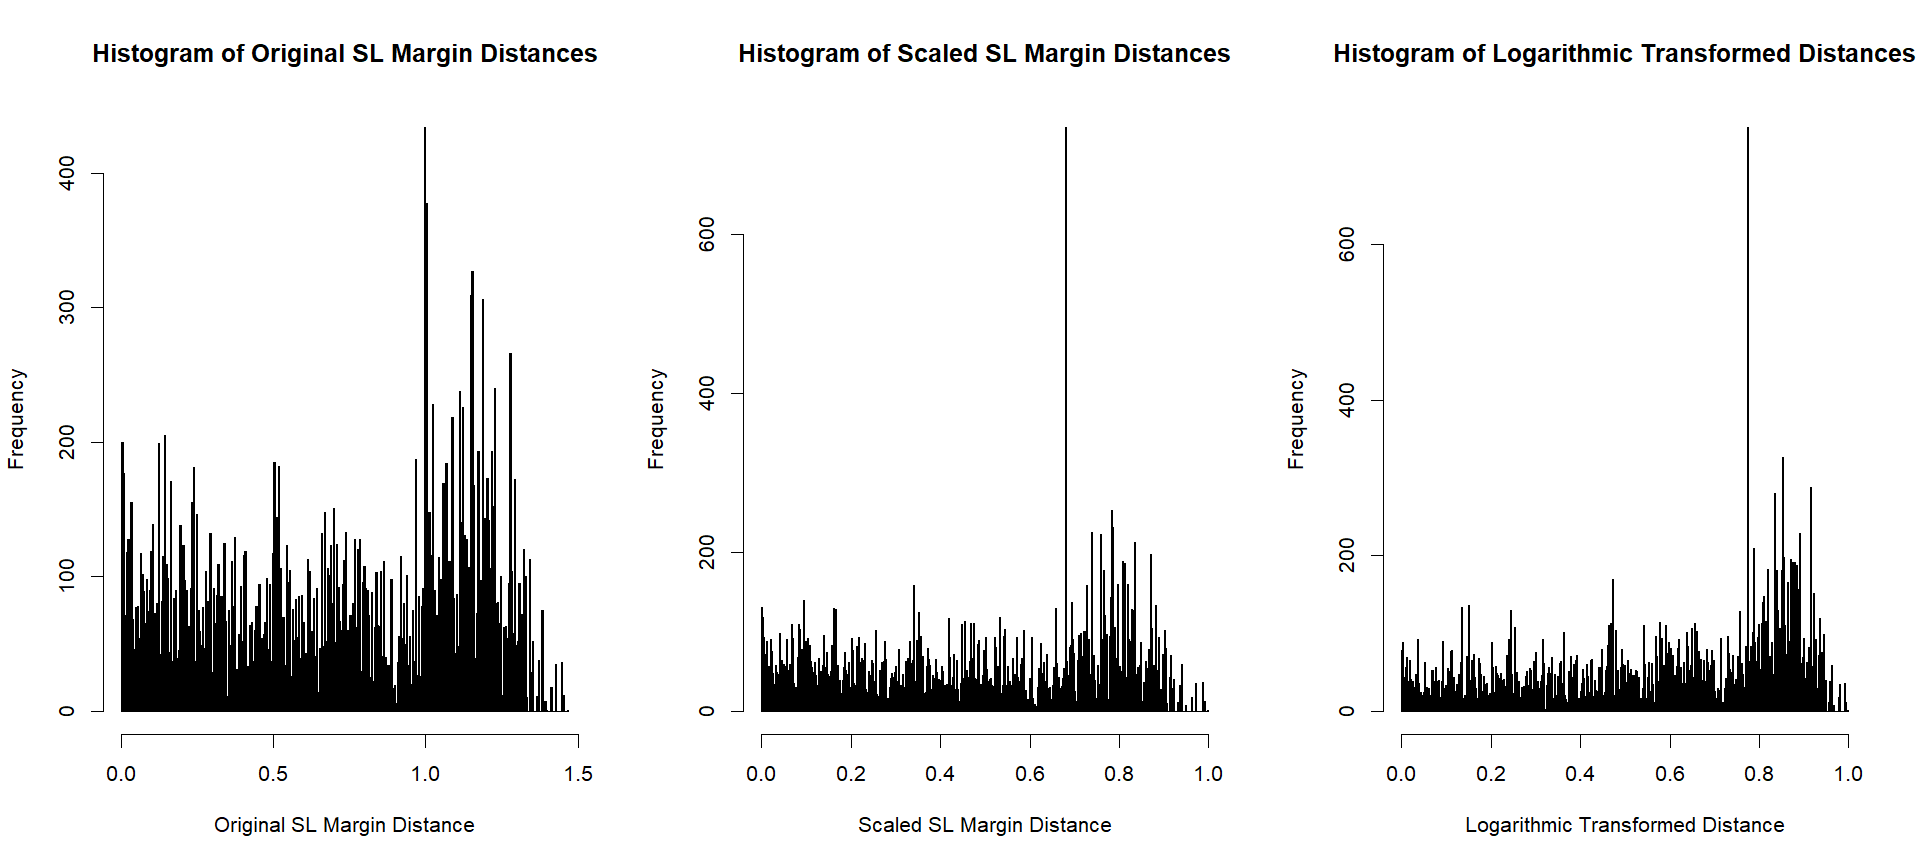 Histogram of Original SL Margin Distances
Frequency
400
300
200
100
0
0.0 0.5 1.0 1.5
Original SL Margin Distance
Histogram of Scaled SL Margin Distances
Frequency
600
400
200
0
0.0 0.2 0.4 0.6 0.8 1.0
Scaled SL Margin Distance
Histogram of Logarithmic Transformed Distances
Frequency
600
400
200
0
0.0 0.2 0.4 0.6 0.8 1.0
Logarithmic Transformed Distance